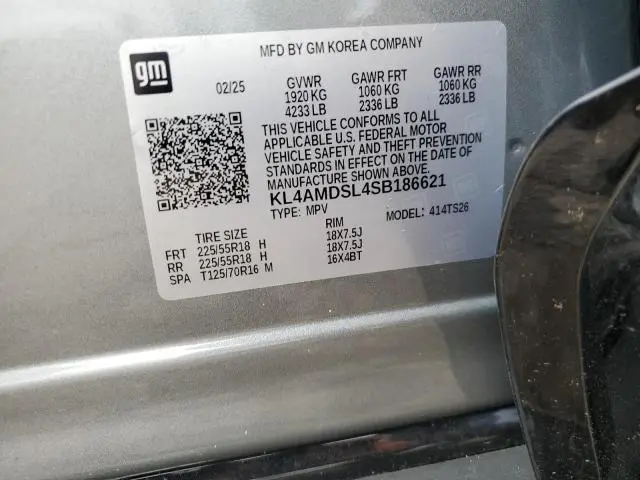 MFD BY GM KOREA COMPANY
gm
02/25 GVWR GAWR FRT GAWR RR
1920 KG 1060 KG 1060 KG
4233 LB 2336 LB 2336 LB
THIS VEHICLE CONFORMS TO ALL
APPLICABLE U.S. FEDERAL MOTOR
VEHICLE SAFETY AND THEFT PREVENTION
STANDARDS IN EFFECT ON THE DATE OF
MANUFACTURE SHOWN ABOVE.
KL4AMDSL4SB186621
TYPE: MPV MODEL: 414TS26
TIRE SIZE RIM
FRT 225/55R18 H 18X7.5J
RR 225/55R18 H 18X7.5J
SPA T125/70R16 M 16X4BT